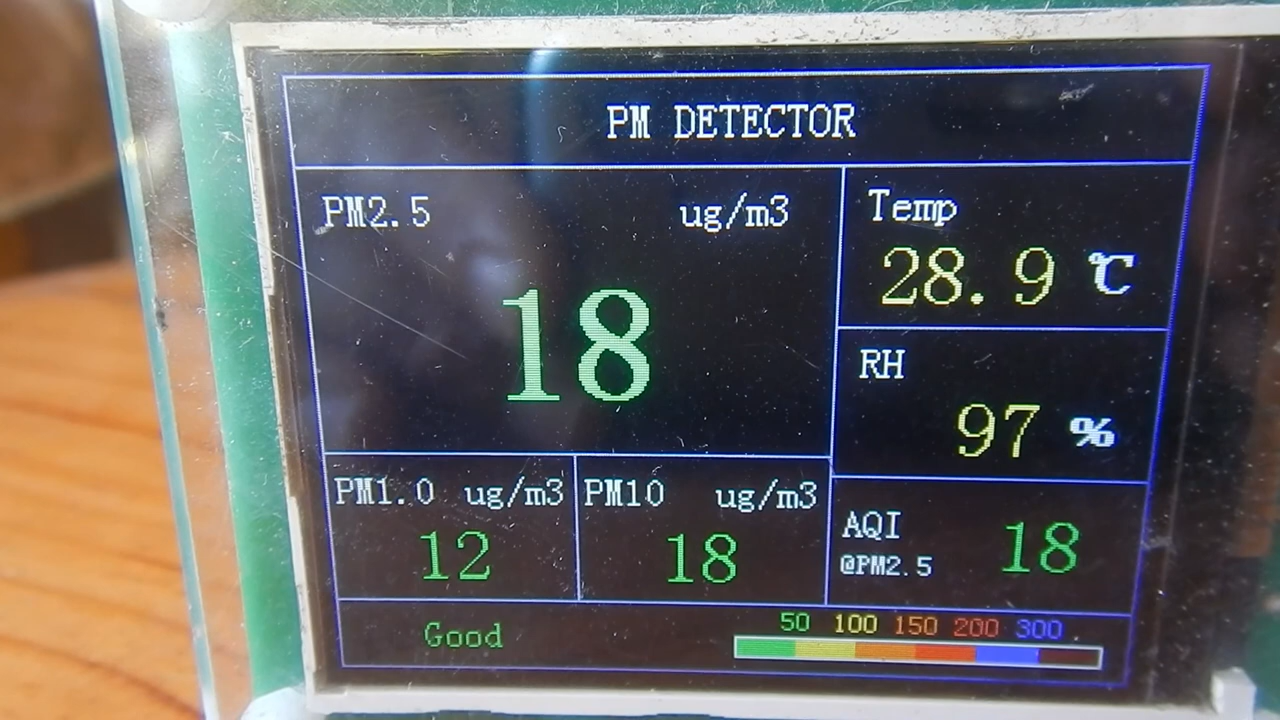 PM DETECTOR
PM2.5 ug/m3
18
Temp
28.9 ℃
RH
97 %
PM1.0 ug/m3
12
PM10 ug/m3
18
AQI
@PM2.5
18
Good
50 100 150 200 300